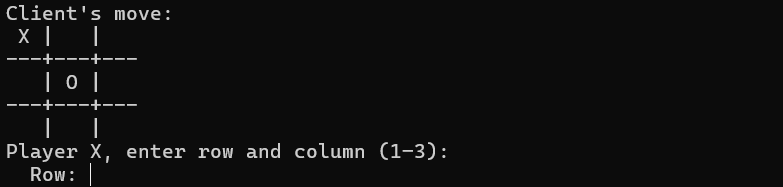 Client's move:
 X |   |
---+---+---
   | O |
---+---+---
   |   |
Player X, enter row and column (1-3):
  Row: